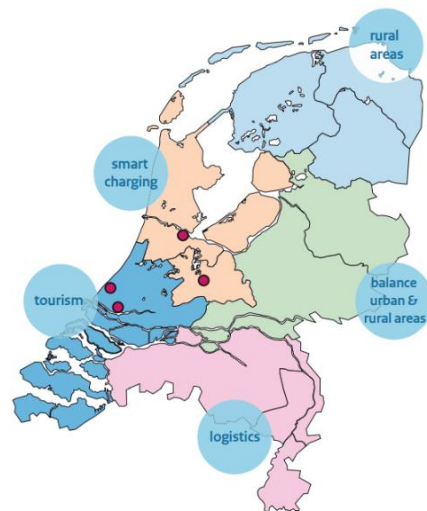 rural
areas
smart
charging
tourism
balance
urban &
rural areas
logistics